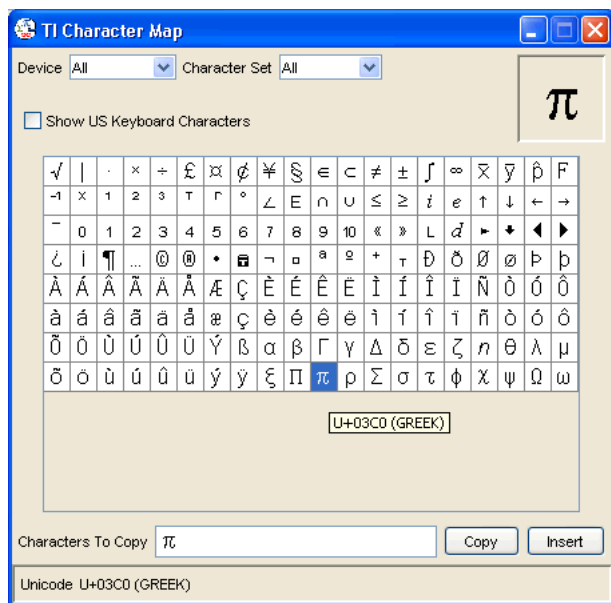 TI Character Map
Device All Character Set All
π
Show US Keyboard Characters
√ | · × ÷ £ ¤ ¢ ¥ § ∈ ⊂ ≠ ± ∫ ∞ x̅ y̅ p̂ F
⁻¹ ˣ ¹ ² ³ ᵀ ʳ ° ∠ E ∩ ∪ ≤ ≥ i e ↑ ↓ ← →
¯ 0 1 2 3 4 5 6 7 8 9 10 « » L d ► 🠋 ◀ ▶
¿ ¡ ¶ … © ® • ¬ ▫ ª º ⁺ ┬ Ð ð Ø ø Þ þ
À Á Â Ã Ä Å Æ Ç È É Ê Ë Ì Í Î Ï Ñ Ò Ó Ô
à á â ã ä å æ ç è é ê ë ì í î ï ñ ò ó ô
Õ Ö Ù Ú Û Ü Ý ß α β Γ γ Δ δ ε ζ n θ λ μ
õ ö ù ú û ü ý ÿ ξ Π π ρ Σ σ τ ϕ χ ψ Ω ω
U+03C0 (GREEK)
Characters To Copy π Copy Insert
Unicode U+03C0 (GREEK)